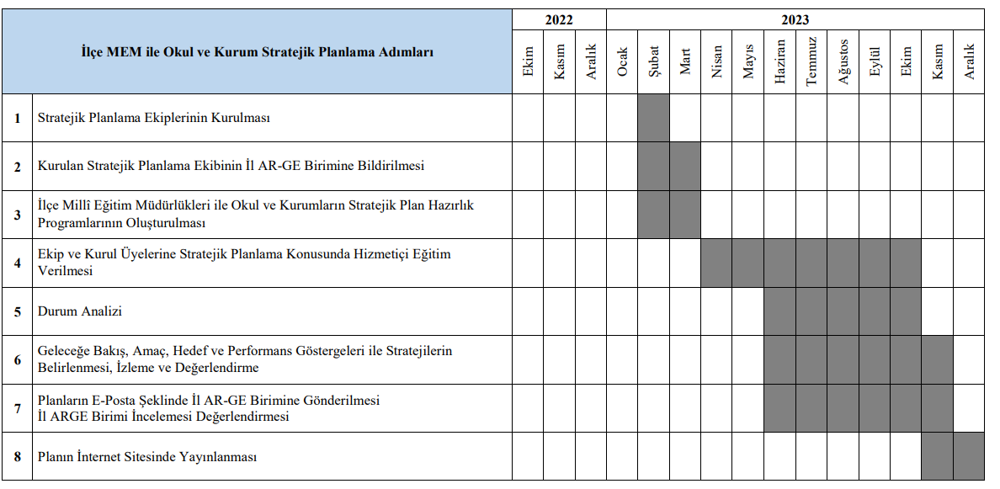 İlçe MEM ile Okul ve Kurum Stratejik Planlama Adımları
2022
2023
Ekim
Kasım
Aralık
Ocak
Şubat
Mart
Nisan
Mayıs
Haziran
Temmuz
Ağustos
Eylül
Ekim
Kasım
Aralık
1 Stratejik Planlama Ekiplerinin Kurulması
2 Kurulan Stratejik Planlama Ekibinin İl AR-GE Birimine Bildirilmesi
3 İlçe Millî Eğitim Müdürlükleri ile Okul ve Kurumların Stratejik Plan Hazırlık
Programlarının Oluşturulması
4 Ekip ve Kurul Üyelerine Stratejik Planlama Konusunda Hizmetiçi Eğitim
Verilmesi
5 Durum Analizi
6 Geleceğe Bakış, Amaç, Hedef ve Performans Göstergeleri ile Stratejilerin
Belirlenmesi, İzleme ve Değerlendirme
7 Planların E-Posta Şeklinde İl AR-GE Birimine Gönderilmesi
İl ARGE Birimi İncelemesi Değerlendirmesi
8 Planın İnternet Sitesinde Yayınlanması